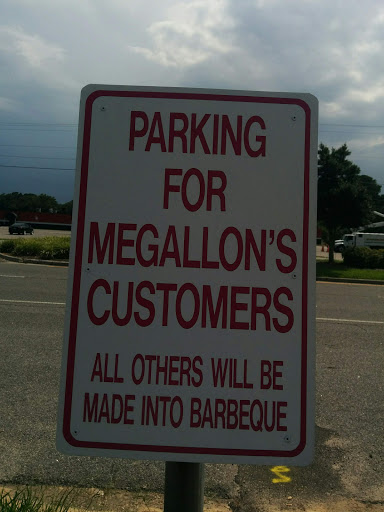 PARKING
FOR
MEGALLON'S
CUSTOMERS
ALL OTHERS WILL BE
MADE INTO BARBEQUE